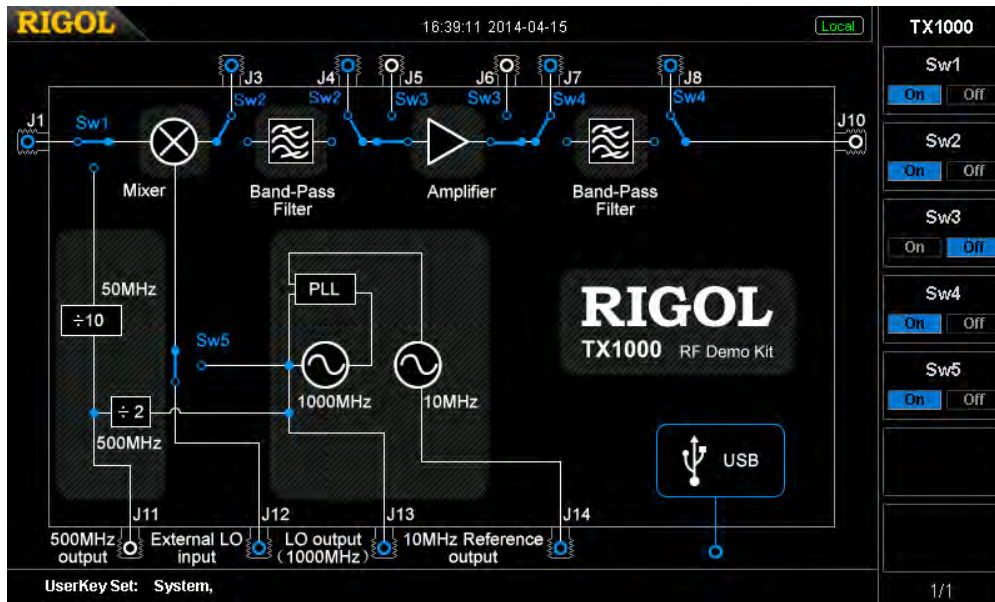 RIGOL
16:39:11 2014-04-15
Local
TX1000
J1
Sw1
J3
Sw2
J4
Sw2
J5
Sw3
J6
Sw3
J7
Sw4
J8
Sw4
J10
Mixer
Band-Pass
Filter
Amplifier
Band-Pass
Filter
50MHz
÷10
÷ 2
500MHz
Sw5
PLL
1000MHz
10MHz
RIGOL
TX1000 RF Demo Kit
USB
J11
500MHz
output
J12
External LO
input
J13
LO output
(1000MHz)
J14
10MHz Reference
output
Sw1
On Off
Sw2
On Off
Sw3
On Off
Sw4
On Off
Sw5
On Off
UserKey Set: System,
1/1